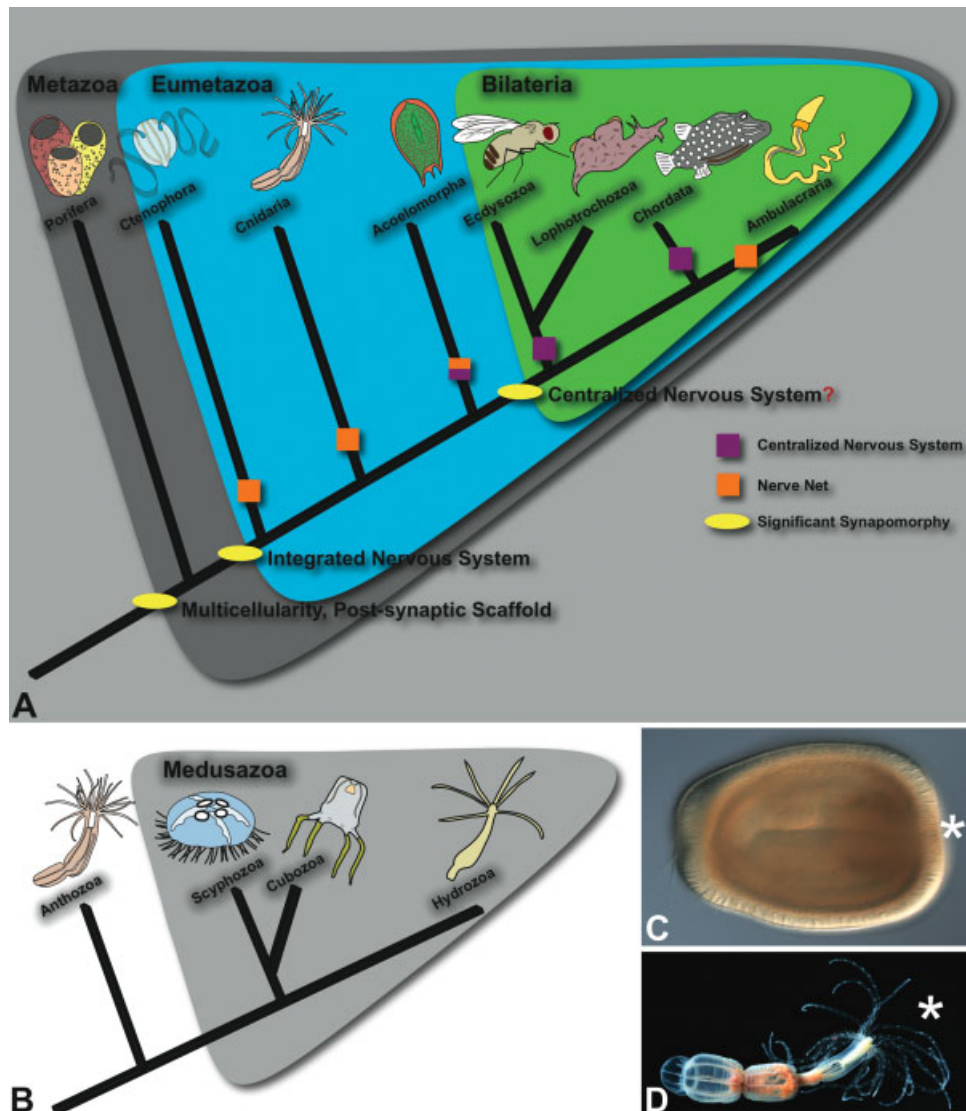 Metazoa
Eumetazoa
Bilateria
Porifera
Ctenophora
Cnidaria
Acoelomorpha
Ecdysozoa
Lophotrochozoa
Chordata
Ambulacraria
Centralized Nervous System?
Centralized Nervous System
Nerve Net
Significant Synapomorphy
Integrated Nervous System
Multicellularity, Post-synaptic Scaffold
A
Medusazoa
Anthozoa
Scyphozoa
Cubozoa
Hydrozoa
B
*
C
*
D